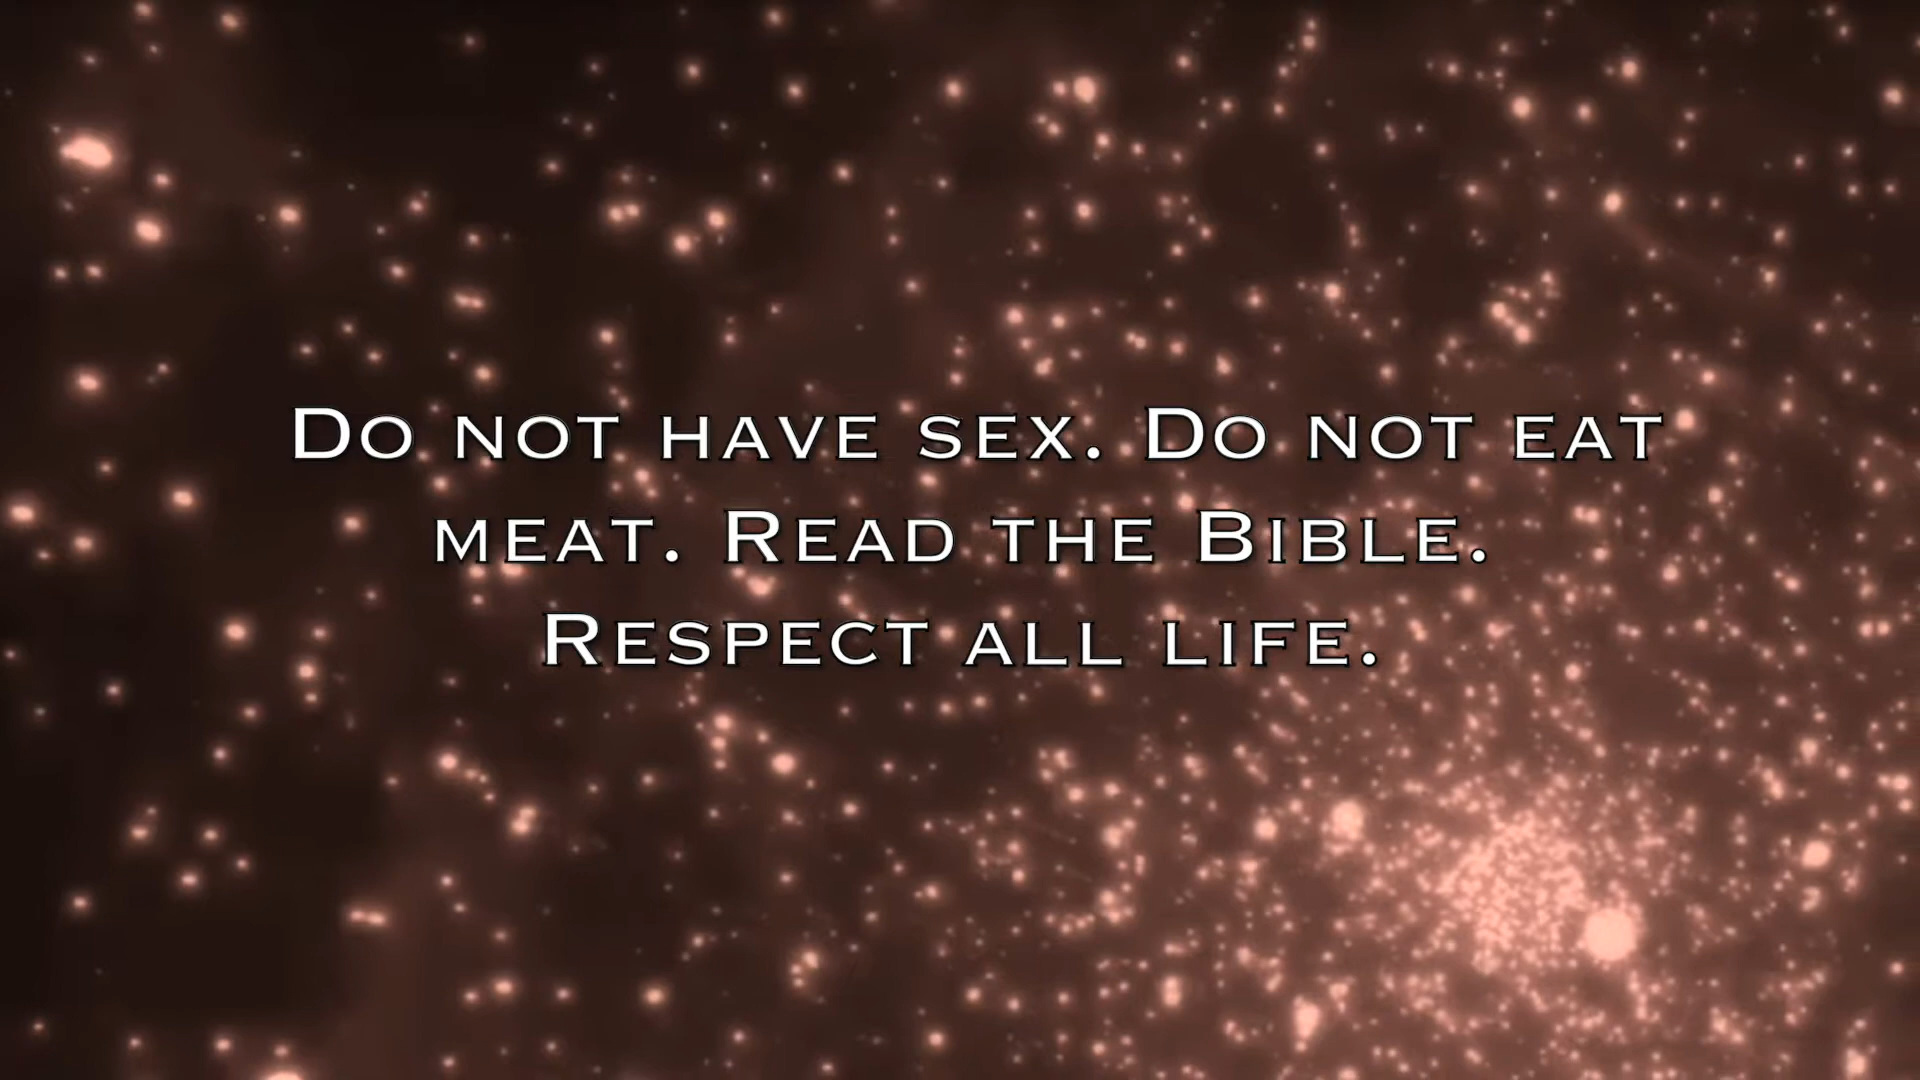 Do not have sex. Do not eat
meat. Read the Bible.
Respect all life.